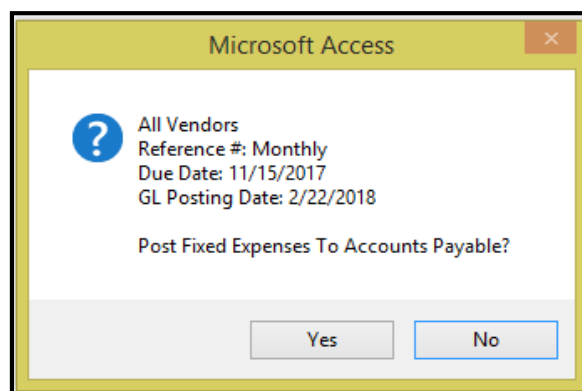 Microsoft Access
All Vendors
Reference #: Monthly
Due Date: 11/15/2017
GL Posting Date: 2/22/2018
Post Fixed Expenses To Accounts Payable?
Yes
No